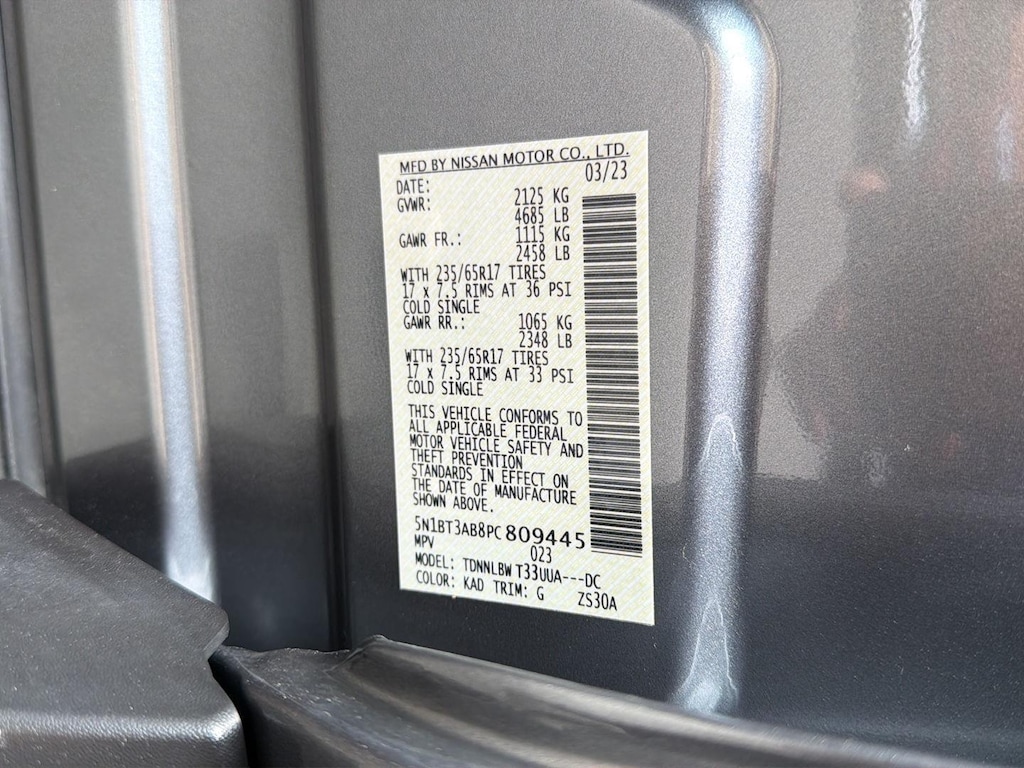 MFD BY NISSAN MOTOR CO., LTD.
DATE: 03/23
GVWR: 2125 KG
4685 LB
GAWR FR.: 1115 KG
2458 LB
WITH 235/65R17 TIRES
17 x 7.5 RIMS AT 36 PSI
COLD SINGLE
GAWR RR.: 1065 KG
2348 LB
WITH 235/65R17 TIRES
17 x 7.5 RIMS AT 33 PSI
COLD SINGLE
THIS VEHICLE CONFORMS TO
ALL APPLICABLE FEDERAL
MOTOR VEHICLE SAFETY AND
THEFT PREVENTION
STANDARDS IN EFFECT ON
THE DATE OF MANUFACTURE
SHOWN ABOVE.
5N1BT3AB8PC809445
MPV 023
MODEL: TDNNLBW T33UUA---DC
COLOR: KAD TRIM: G ZS30A